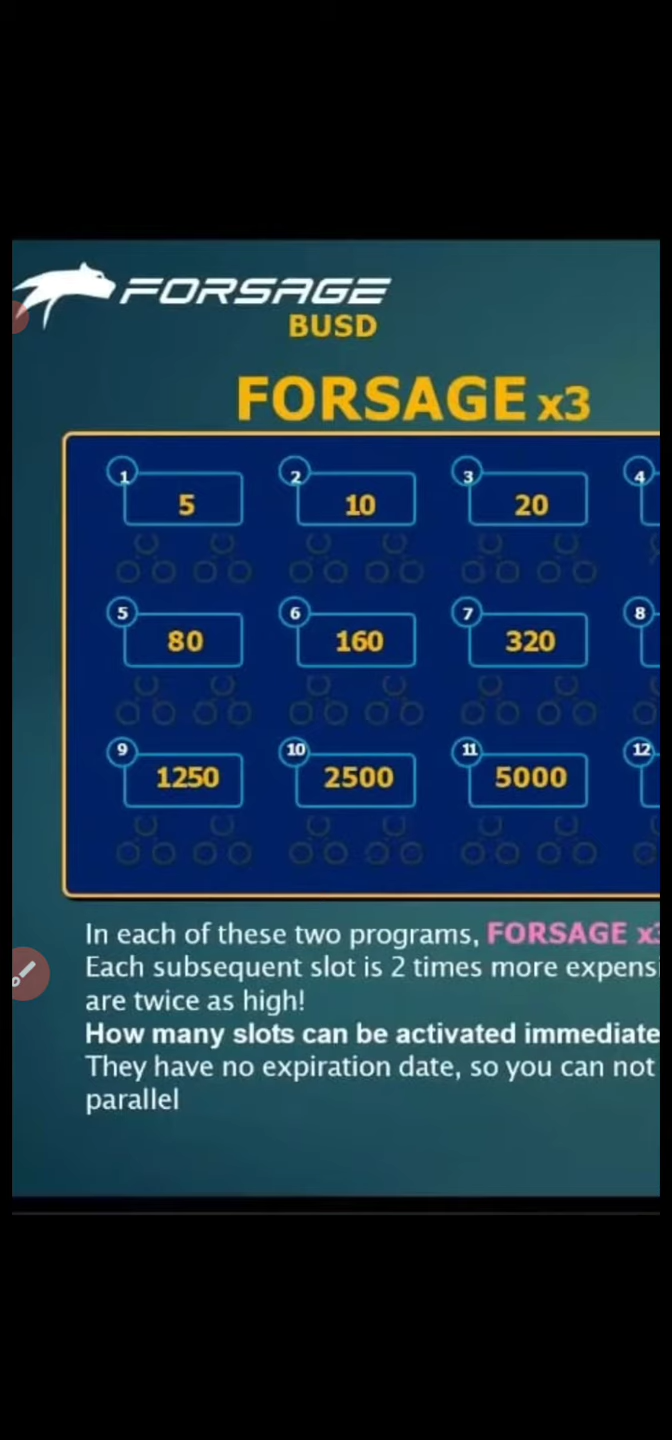 FORSAGE
BUSD
FORSAGE x3
1 2 3 4
5 10 20
5 6 7 8
80 160 320
9 10 11 12
1250 2500 5000
In each of these two programs, FORSAGE
Each subsequent slot is 2 times more
are twice as high!
How many slots can be activated
They have no expiration date, so you can not
parallel